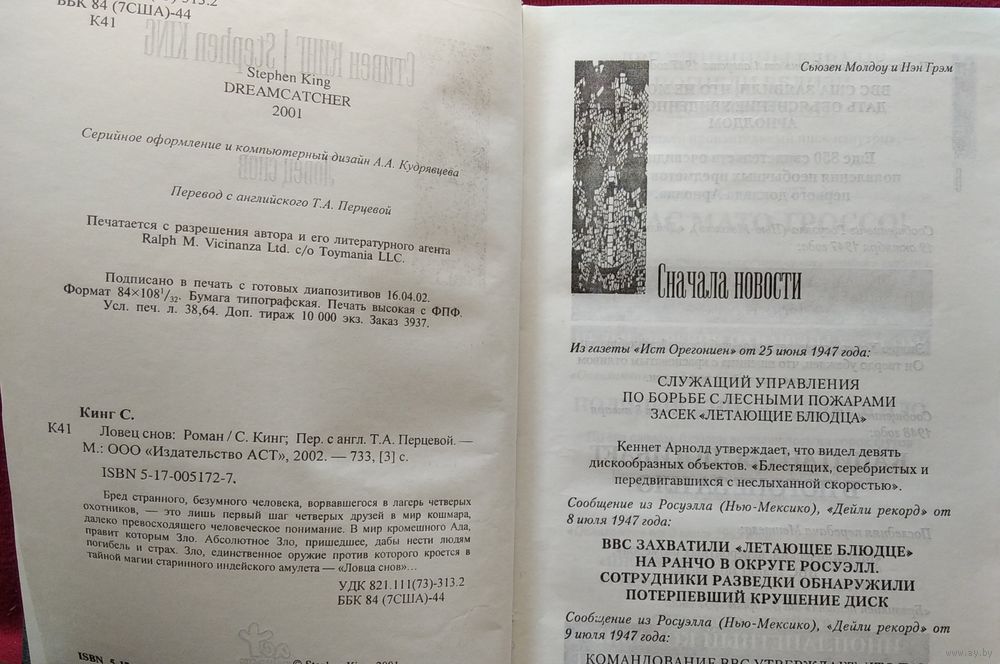 ББК 84 (7США)-44
К41
Stephen King
DREAMCATCHER
2001
Серийное оформление и компьютерный дизайн А.А. Кудрявцева
Перевод с английского Т.А. Перцевой
Печатается с разрешения автора и его литературного агента
Ralph M. Vicinanza Ltd. c/o Toymania LLC.
Подписано в печать с готовых диапозитивов 16.04.02.
Формат 84×108¹/₃₂. Бумага типографская. Печать высокая с ФПФ.
Усл. печ. л. 38,64. Доп. тираж 10 000 экз. Заказ 3937.
Кинг С.
К41 Ловец снов: Роман / С. Кинг; Пер. с англ. Т.А. Перцевой. —
М.: ООО «Издательство АСТ», 2002. — 733, [3] с.
ISBN 5-17-005172-7.
Бред странного, безумного человека, ворвавшегося в лагерь четверых
охотников, — это лишь первый шаг четверых друзей в мир кошмара,
далеко превосходящего человеческое понимание. В мир кромешного Ада,
правит которым Зло. Абсолютное Зло, пришедшее, дабы нести людям
погибель и страх. Зло, единственное оружие против которого кроется в
тайной магии старинного индейского амулета — «Ловца снов»...
УДК 821.111(73)-313.2
ББК 84 (7США)-44
Сьюзен Молдоу и Нэн Грэм
Сначала новости
Из газеты «Ист Орегониен» от 25 июня 1947 года:
СЛУЖАЩИЙ УПРАВЛЕНИЯ
ПО БОРЬБЕ С ЛЕСНЫМИ ПОЖАРАМИ
ЗАСЕК «ЛЕТАЮЩИЕ БЛЮДЦА»
Кеннет Арнолд утверждает, что видел девять
дискообразных объектов. «Блестящих, серебристых и
передвигавшихся с неслыханной скоростью».
Сообщение из Росуэлла (Нью-Мексико), «Дейли рекорд» от
8 июля 1947 года:
ВВС ЗАХВАТИЛИ «ЛЕТАЮЩЕЕ БЛЮДЦЕ»
НА РАНЧО В ОКРУГЕ РОСУЭЛЛ.
СОТРУДНИКИ РАЗВЕДКИ ОБНАРУЖИЛИ
ПОТЕРПЕВШИЙ КРУШЕНИЕ ДИСК
Сообщение из Росуэлла (Нью-Мексико), «Дейли рекорд» от
9 июля 1947 года:
КОМАНДОВАНИЕ ВВС УТВЕРЖДАЕТ
www.ay.by